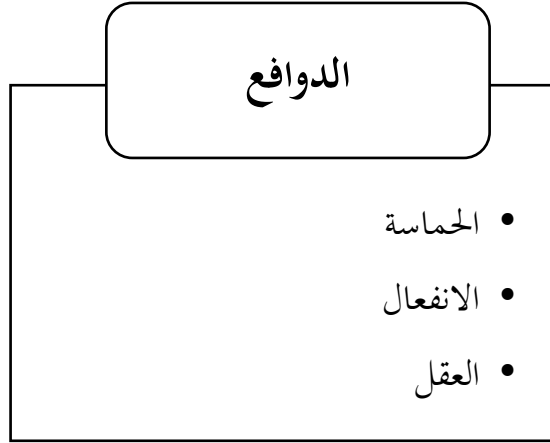 الدوافع
• الحماسة
• الانفعال
• العقل